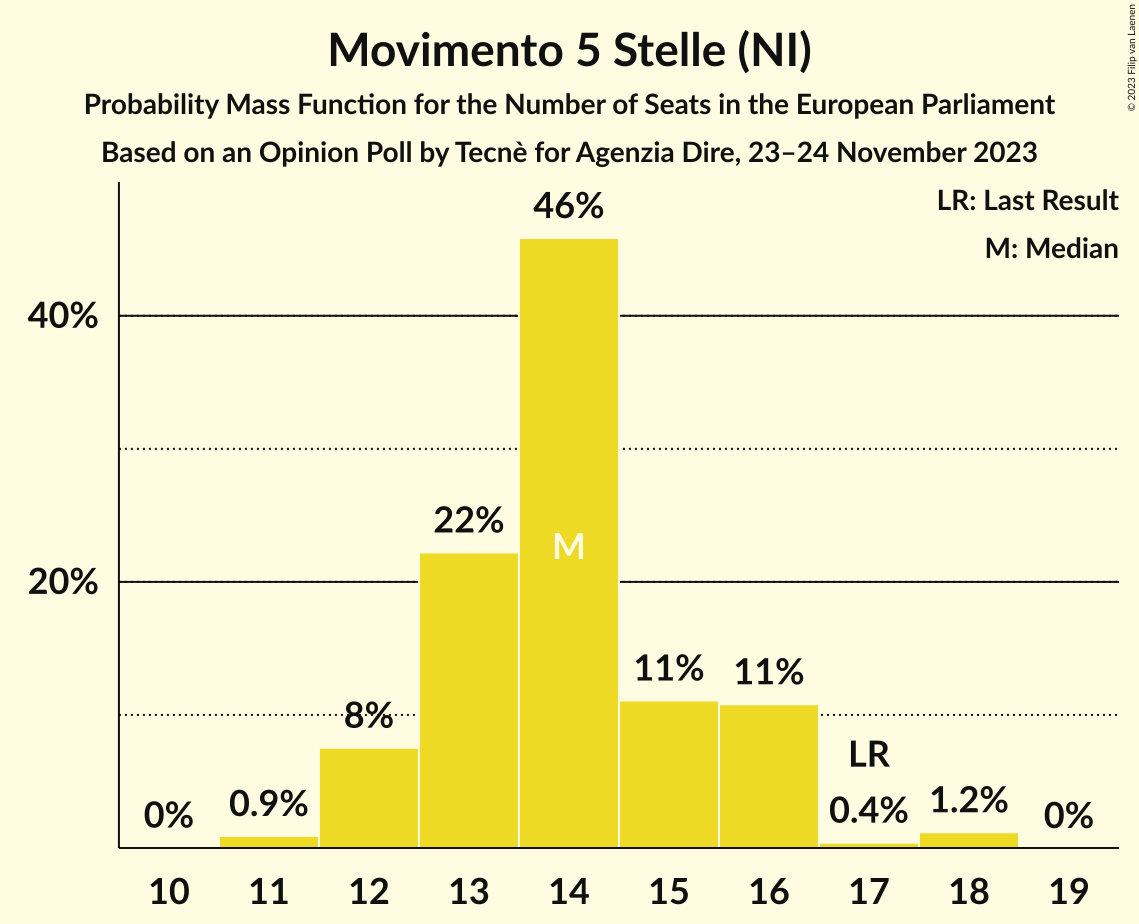 Movimento 5 Stelle (NI)
Probability Mass Function for the Number of Seats in the European Parliament
Based on an Opinion Poll by Tecnè for Agenzia Dire, 23–24 November 2023
© 2023 Filip van Laenen
LR: Last Result
M: Median
40%
20%
0%
0.9%
8%
22%
46%
M
11%
11%
LR
0.4%
1.2%
0%
10 11 12 13 14 15 16 17 18 19